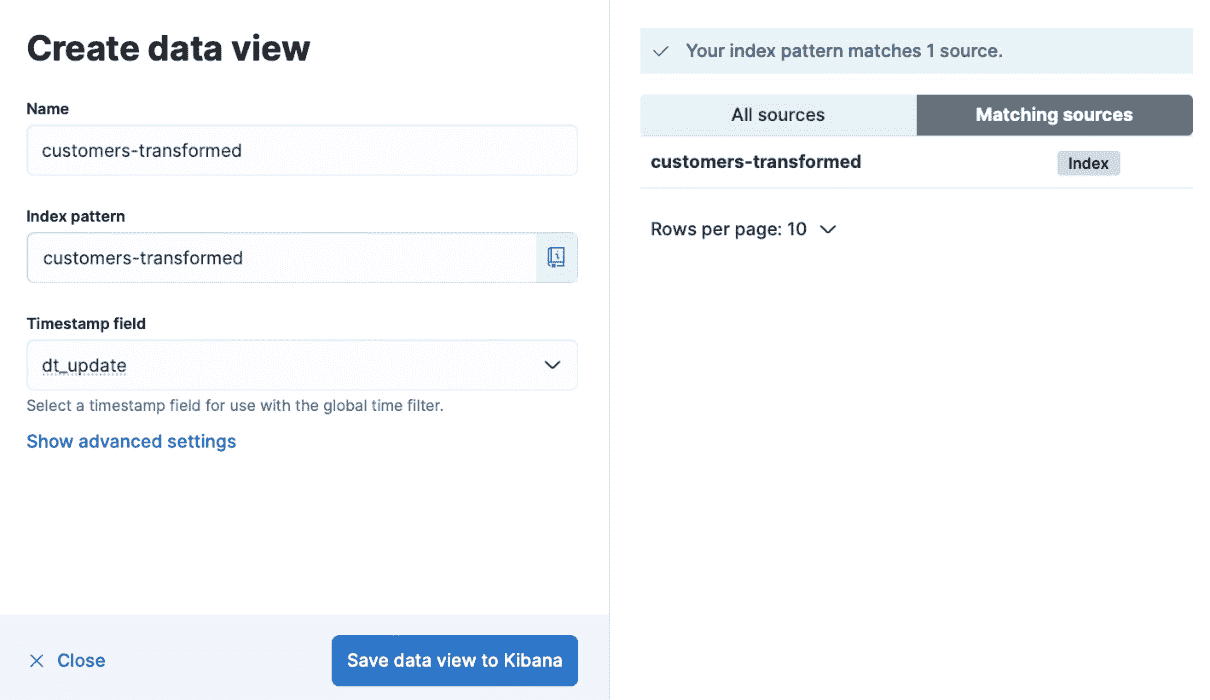 Create data view
Name
customers-transformed
Index pattern
customers-transformed
Timestamp field
dt_update
Select a timestamp field for use with the global time filter.
Show advanced settings
Close
Save data view to Kibana
Your index pattern matches 1 source.
All sources
Matching sources
customers-transformed
Index
Rows per page: 10